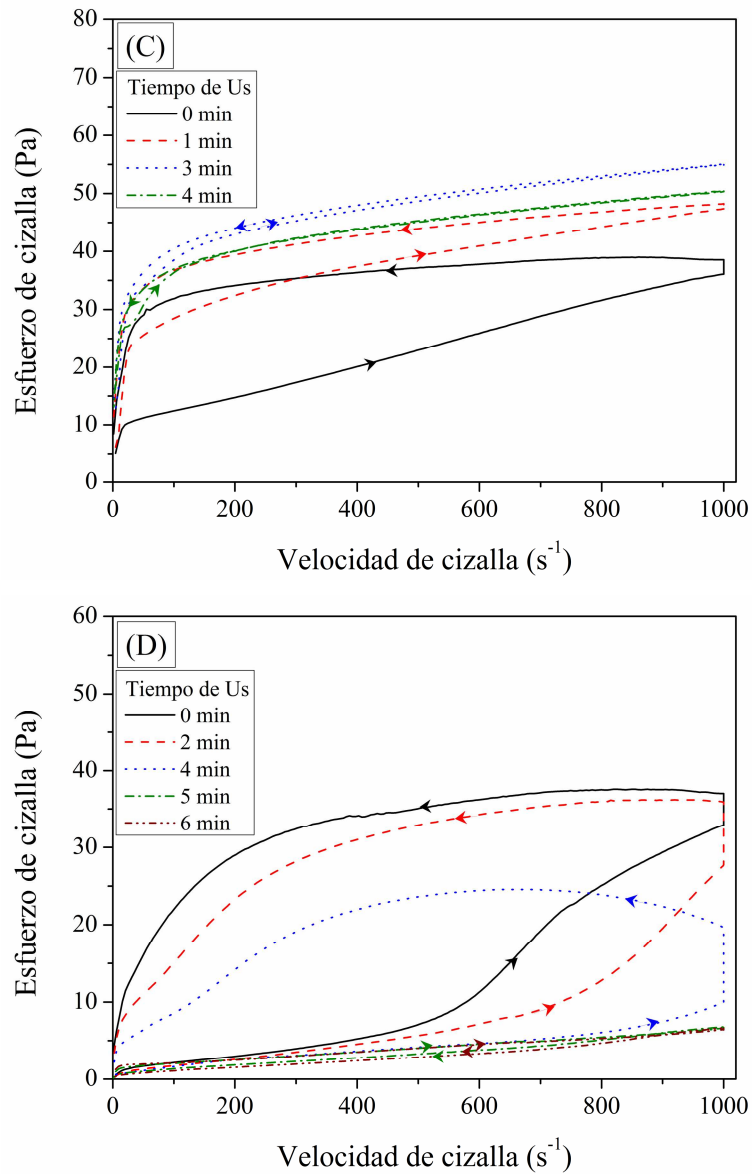 (C)
Tiempo de Us
0 min
1 min
3 min
4 min
80
70
60
50
40
30
20
10
0
Esfuerzo de cizalla (Pa)
0 200 400 600 800 1000
Velocidad de cizalla (s⁻¹)
(D)
Tiempo de Us
0 min
2 min
4 min
5 min
6 min
60
50
40
30
20
10
0
Esfuerzo de cizalla (Pa)
0 200 400 600 800 1000
Velocidad de cizalla (s⁻¹)